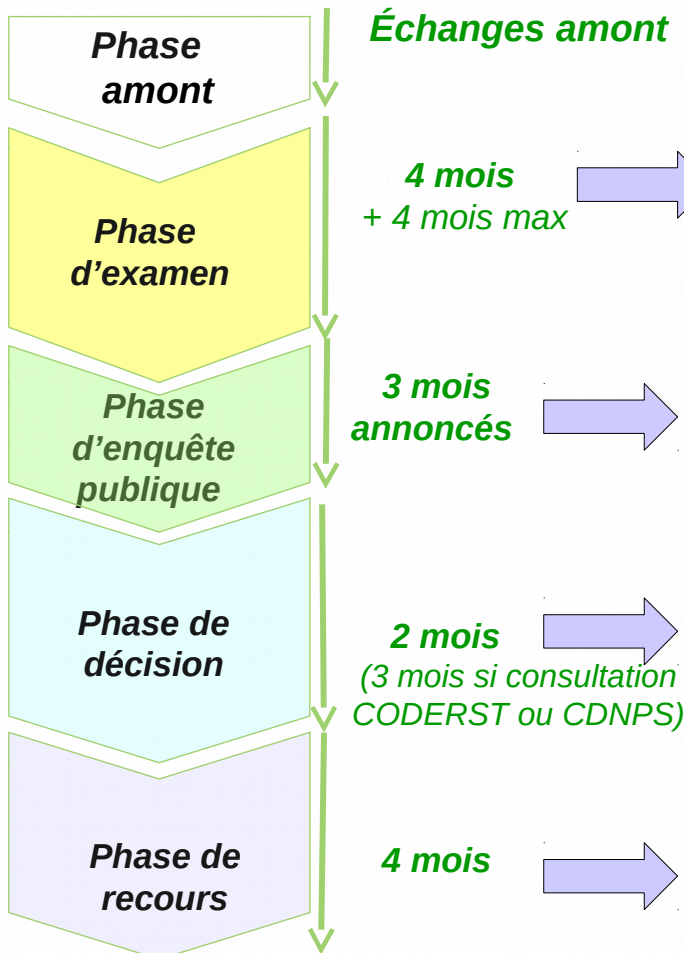 Phase
amont
Échanges amont
Phase
d’examen
4 mois
+ 4 mois max
Phase
d’enquête
publique
3 mois
annoncés
Phase de
décision
2 mois
(3 mois si consultation
CODERST ou CDNPS)
Phase de
recours
4 mois